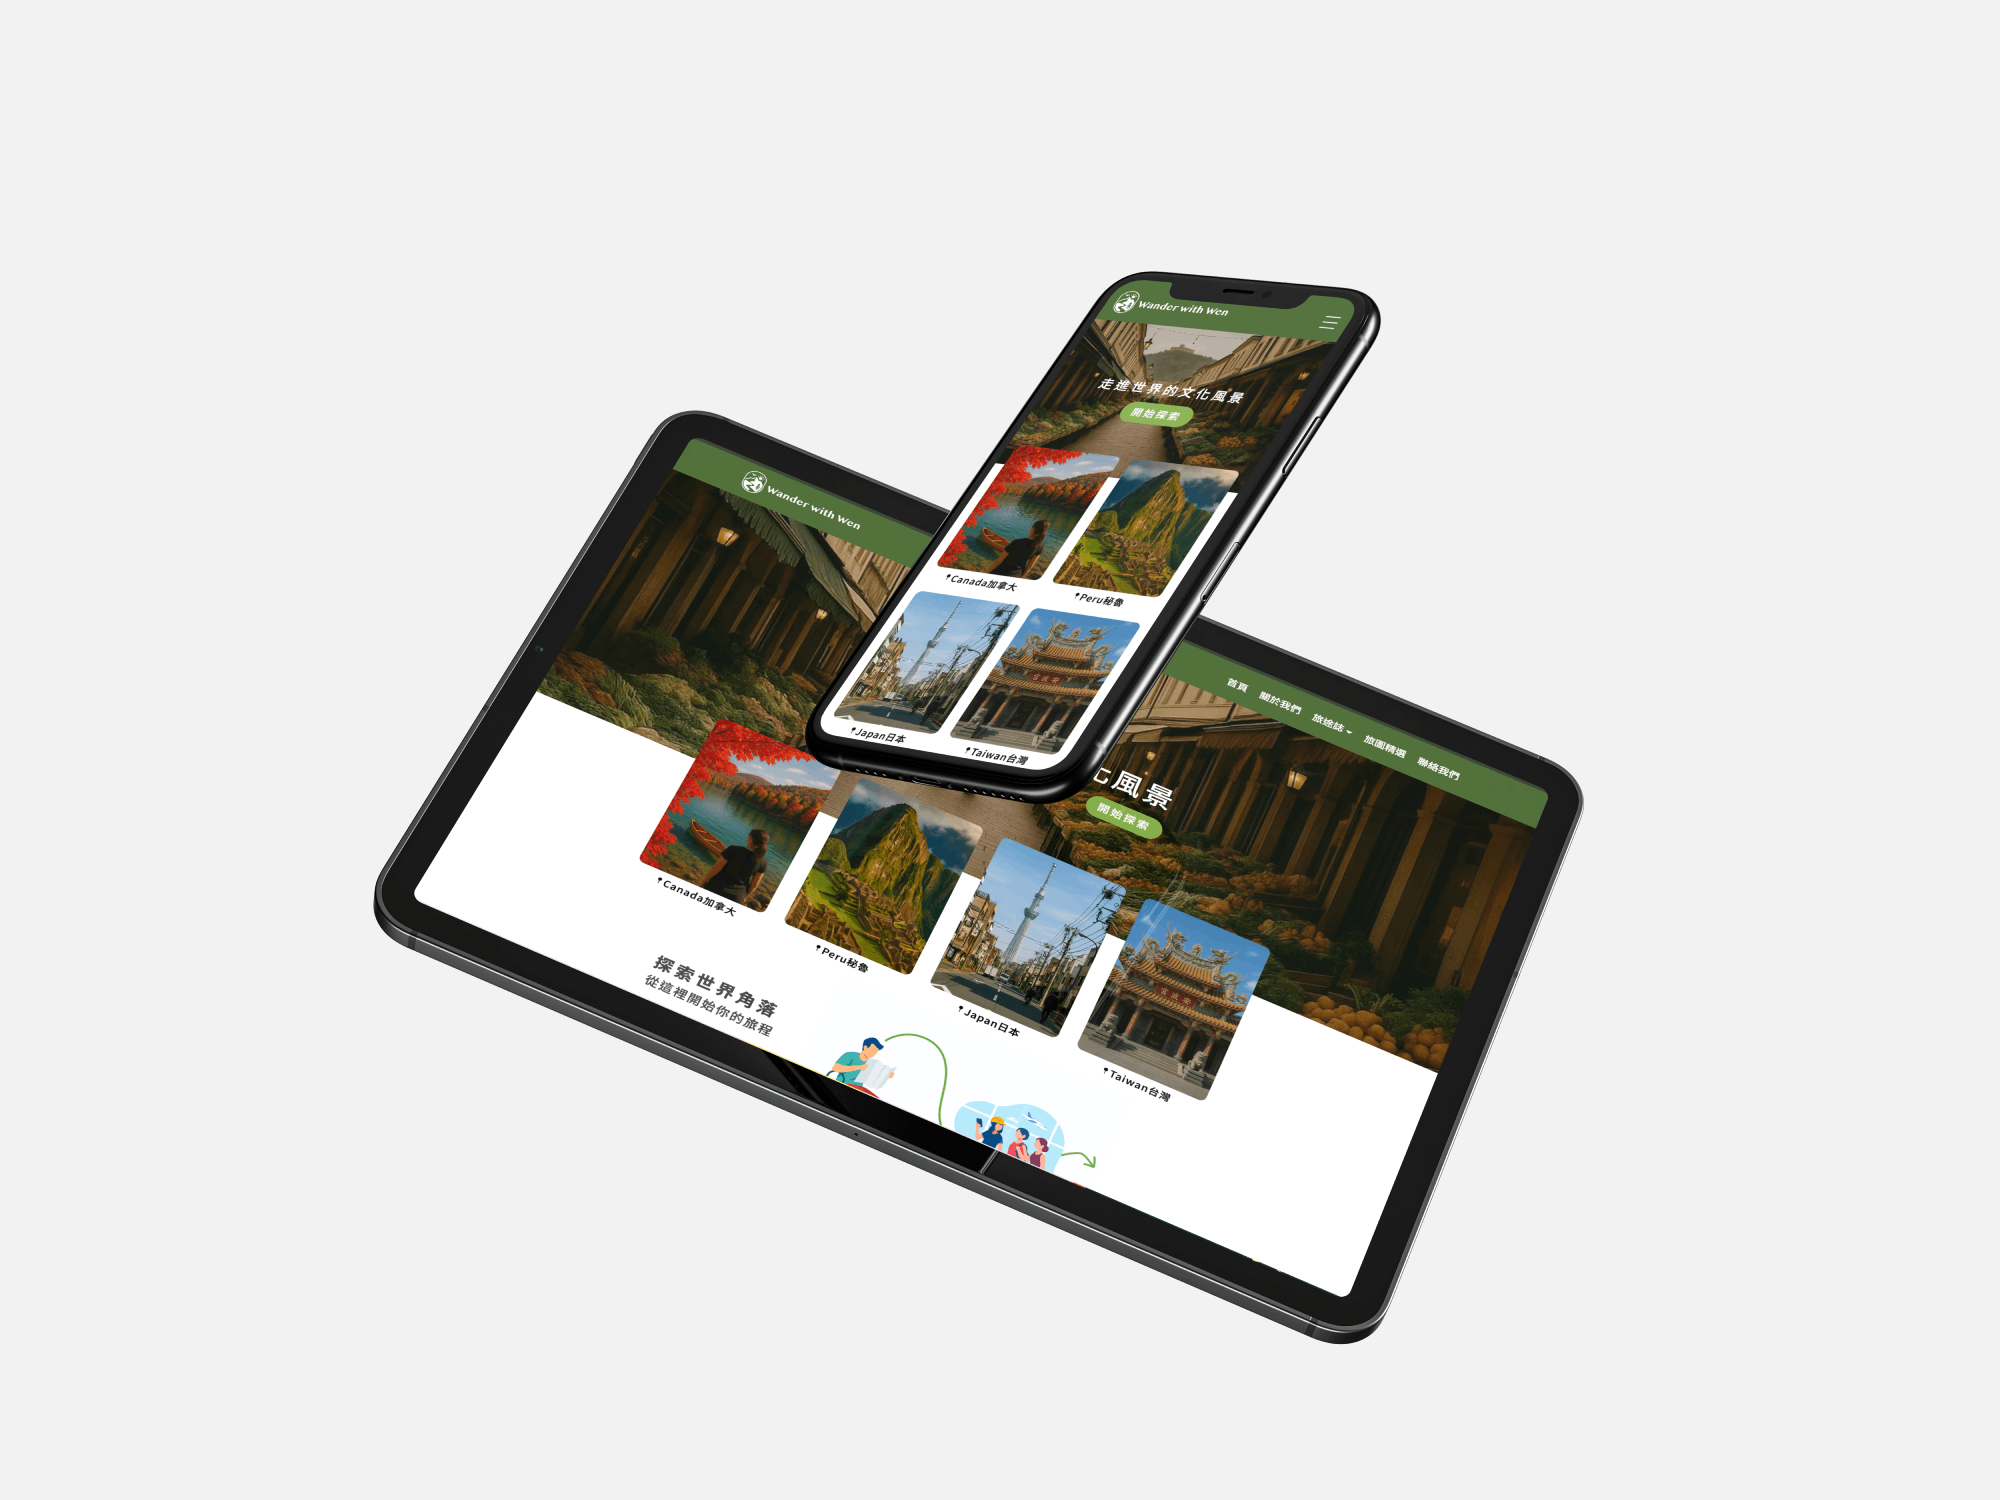 Wander with Wen
走進世界的文化風景
開始探索
Canada加拿大
Peru秘魯
Japan日本
Taiwan台灣
Wander with Wen
首頁 關於我們 旅途誌 旅圖精選 聯絡我們
化風景
開始探索
Canada加拿大
Peru秘魯
Japan日本
Taiwan台灣
探索世界角落
從這裡開始你的旅程